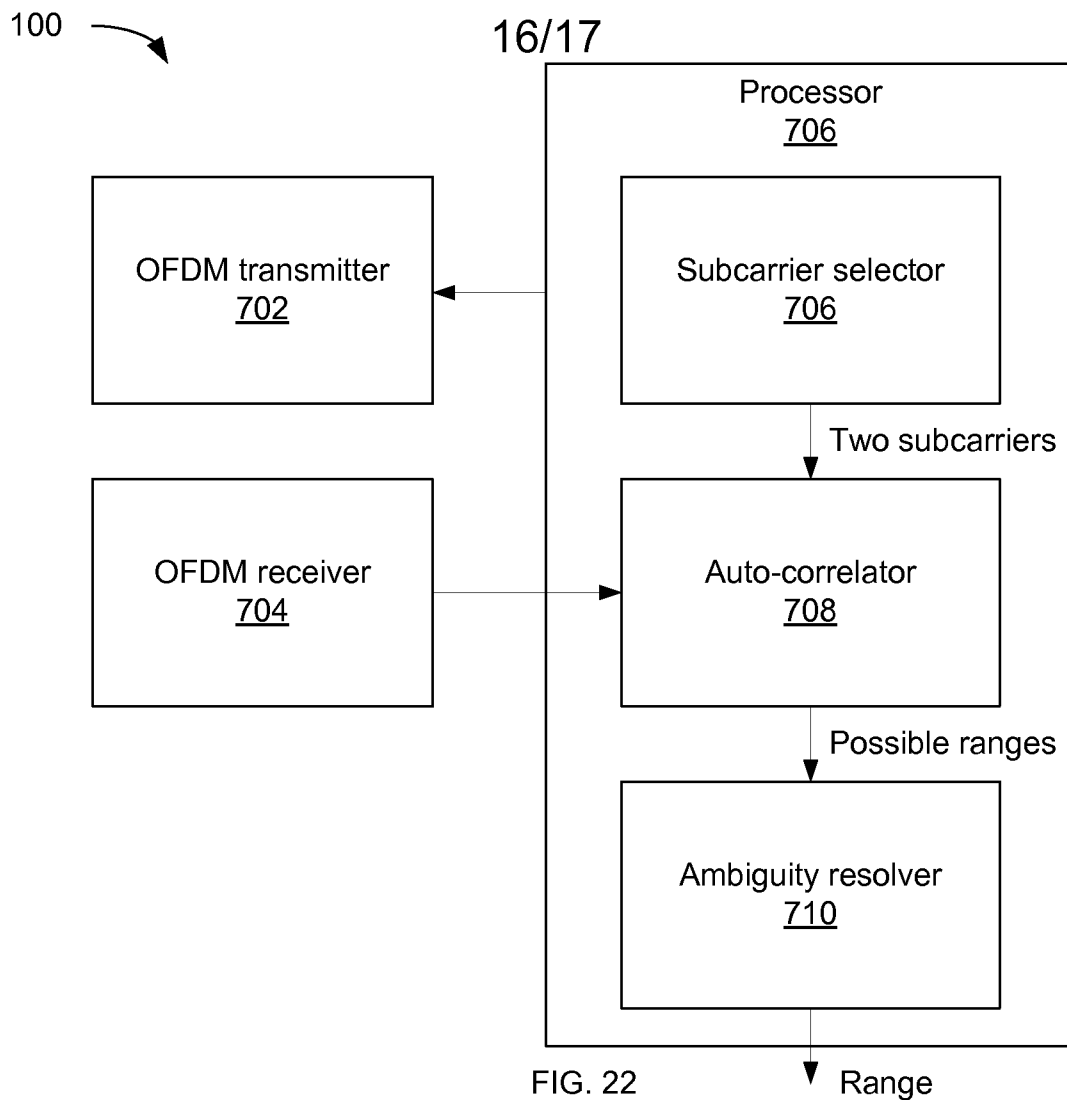 100
16/17
Processor
706
OFDM transmitter
702
Subcarrier selector
706
Two subcarriers
OFDM receiver
704
Auto-correlator
708
Possible ranges
Ambiguity resolver
710
FIG. 22
Range